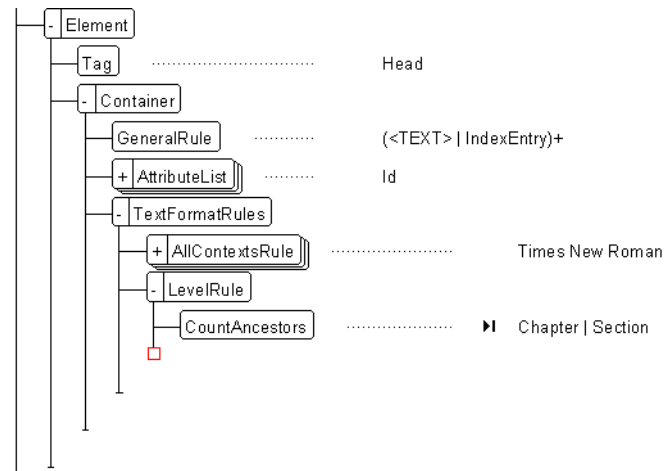 - Element
Tag Head
- Container
GeneralRule (<TEXT> | IndexEntry)+
+ AttributeList Id
- TextFormatRules
+ AllContextsRule Times New Roman
- LevelRule
CountAncestors Chapter | Section